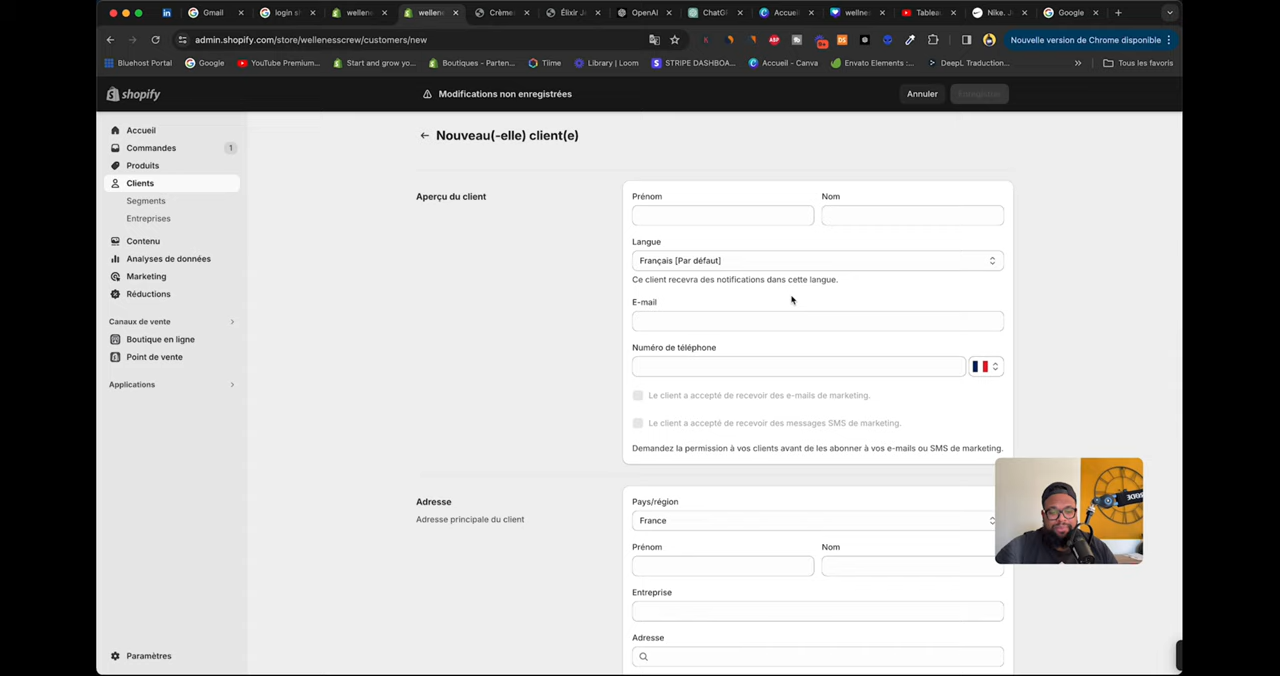 Gmail
login sh
wellene
wellene
Crème
Élixir Je
OpenAI
ChatG
Accuei
wellne
Tablea
Nike. J
Google
admin.shopify.com/store/wellenesscrew/customers/new
Nouvelle version de Chrome disponible
Bluehost Portal
Google
YouTube Premium...
Start and grow yo...
Boutiques - Parten...
Tiime
Library | Loom
STRIPE DASHBOA...
Accueil - Canva
Envato Elements :...
DeepL Traduction...
»
Tous les favoris
shopify
Modifications non enregistrées
Annuler
Enregistrer
Accueil
Commandes
1
Produits
Clients
Segments
Entreprises
Contenu
Analyses de données
Marketing
Réductions
Canaux de vente
Boutique en ligne
Point de vente
Applications
Paramètres
Nouveau(-elle) client(e)
Aperçu du client
Prénom
Nom
Langue
Français [Par défaut]
Ce client recevra des notifications dans cette langue.
E-mail
Numéro de téléphone
Le client a accepté de recevoir des e-mails de marketing.
Le client a accepté de recevoir des messages SMS de marketing.
Demandez la permission à vos clients avant de les abonner à vos e-mails ou SMS de marketing.
Adresse
Adresse principale du client
Pays/région
France
Prénom
Nom
Entreprise
Adresse